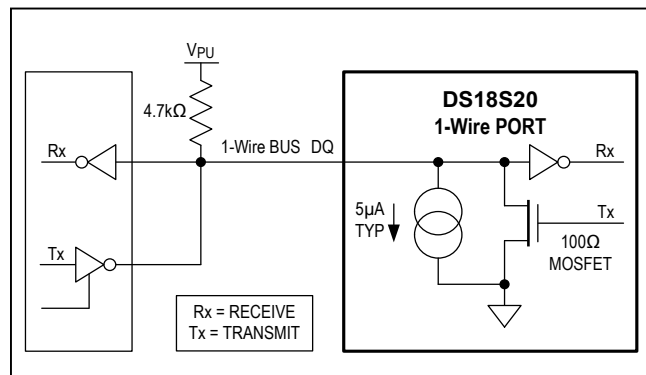 VPU
4.7kΩ
Rx
1-Wire BUS DQ
Tx
Rx = RECEIVE
Tx = TRANSMIT
DS18S20
1-Wire PORT
Rx
5µA
TYP
Tx
100Ω
MOSFET